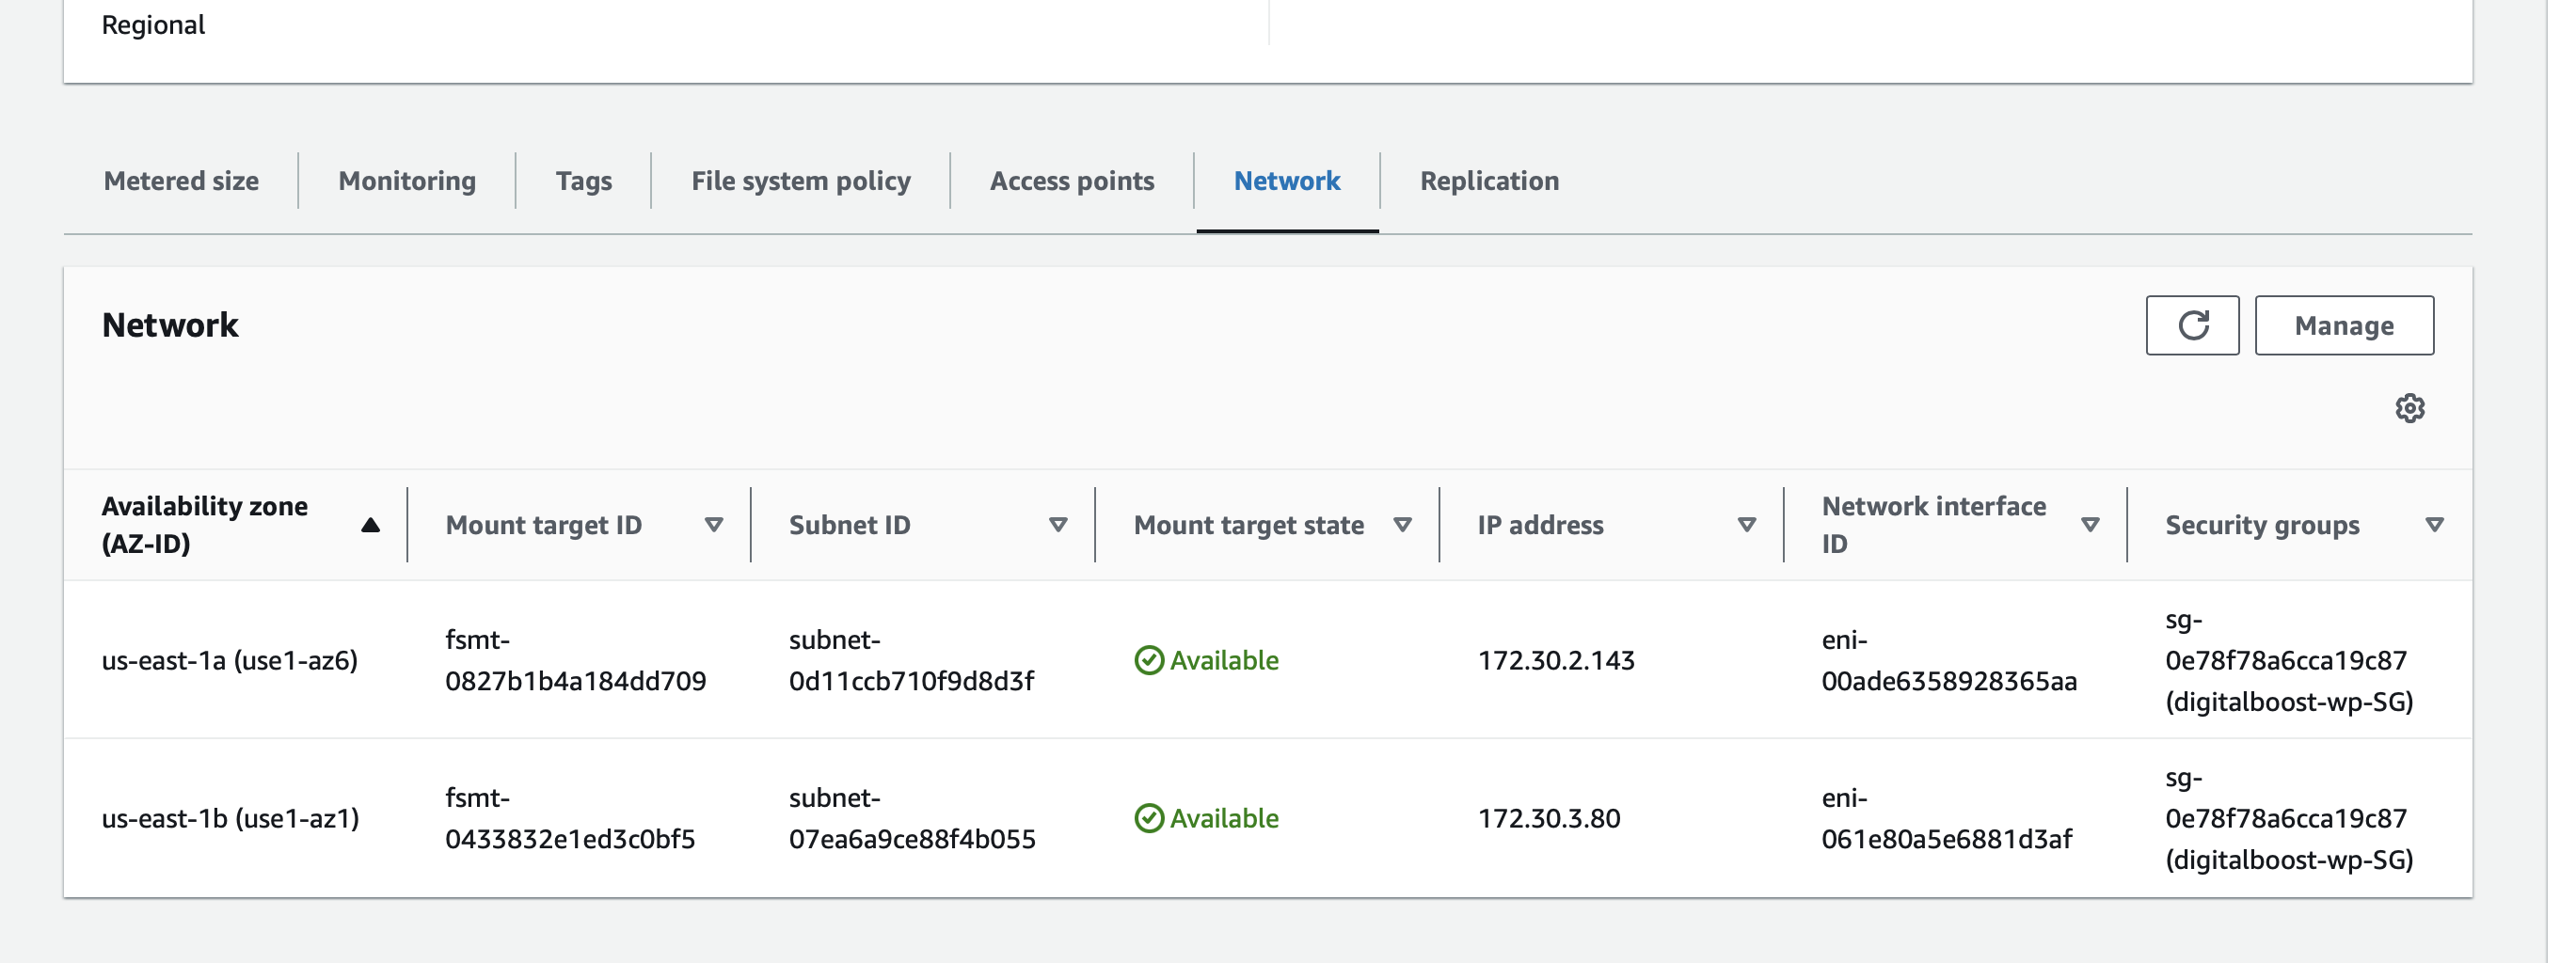 Regional
Metered size
Monitoring
Tags
File system policy
Access points
Network
Replication
Network
Manage
Availability zone
(AZ-ID)
Mount target ID
Subnet ID
Mount target state
IP address
Network interface
ID
Security groups
us-east-1a (use1-az6)
fsmt-
0827b1b4a184dd709
subnet-
0d11ccb710f9d8d3f
Available
172.30.2.143
eni-
00ade6358928365aa
sg-
0e78f78a6cca19c87
(digitalboost-wp-SG)
us-east-1b (use1-az1)
fsmt-
0433832e1ed3c0bf5
subnet-
07ea6a9ce88f4b055
Available
172.30.3.80
eni-
061e80a5e6881d3af
sg-
0e78f78a6cca19c87
(digitalboost-wp-SG)